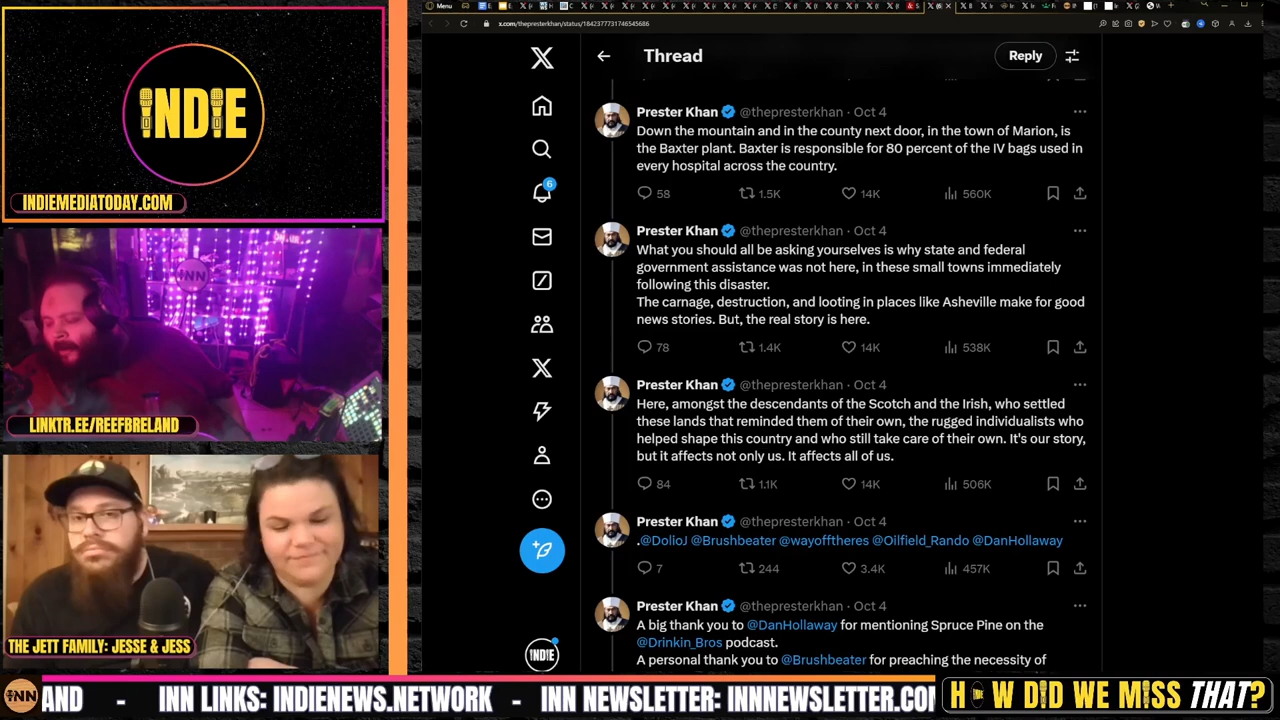 INDIE
INDIEMEDIATODAY.COM
INN
LINKTR.EE/REEFBRELAND
THE JETT FAMILY: JESSE & JESS
Menu
x.com/thepresterkhan/status/1842377731746545686
Thread
Reply
6
Prester Khan @thepresterkhan · Oct 4
Down the mountain and in the county next door, in the town of Marion, is
the Baxter plant. Baxter is responsible for 80 percent of the IV bags used in
every hospital across the country.
58 1.5K 14K 560K
Prester Khan @thepresterkhan · Oct 4
What you should all be asking yourselves is why state and federal
government assistance was not here, in these small towns immediately
following this disaster.
The carnage, destruction, and looting in places like Asheville make for good
news stories. But, the real story is here.
78 1.4K 14K 538K
Prester Khan @thepresterkhan · Oct 4
Here, amongst the descendants of the Scotch and the Irish, who settled
these lands that reminded them of their own, the rugged individualists who
helped shape this country and who still take care of their own. It's our story,
but it affects not only us. It affects all of us.
84 1.1K 14K 506K
Prester Khan @thepresterkhan · Oct 4
.@DolioJ @Brushbeater @wayofftheres @Oilfield_Rando @DanHollaway
7 244 3.4K 457K
Prester Khan @thepresterkhan · Oct 4
A big thank you to @DanHollaway for mentioning Spruce Pine on the
@Drinkin_Bros podcast.
A personal thank you to @Brushbeater for preaching the necessity of
INDIE
INN
AND - INN LINKS: INDIENEWS.NETWORK - INN NEWSLETTER: INNNEWSLETTER.COM
HOW DID WE MISS THAT?